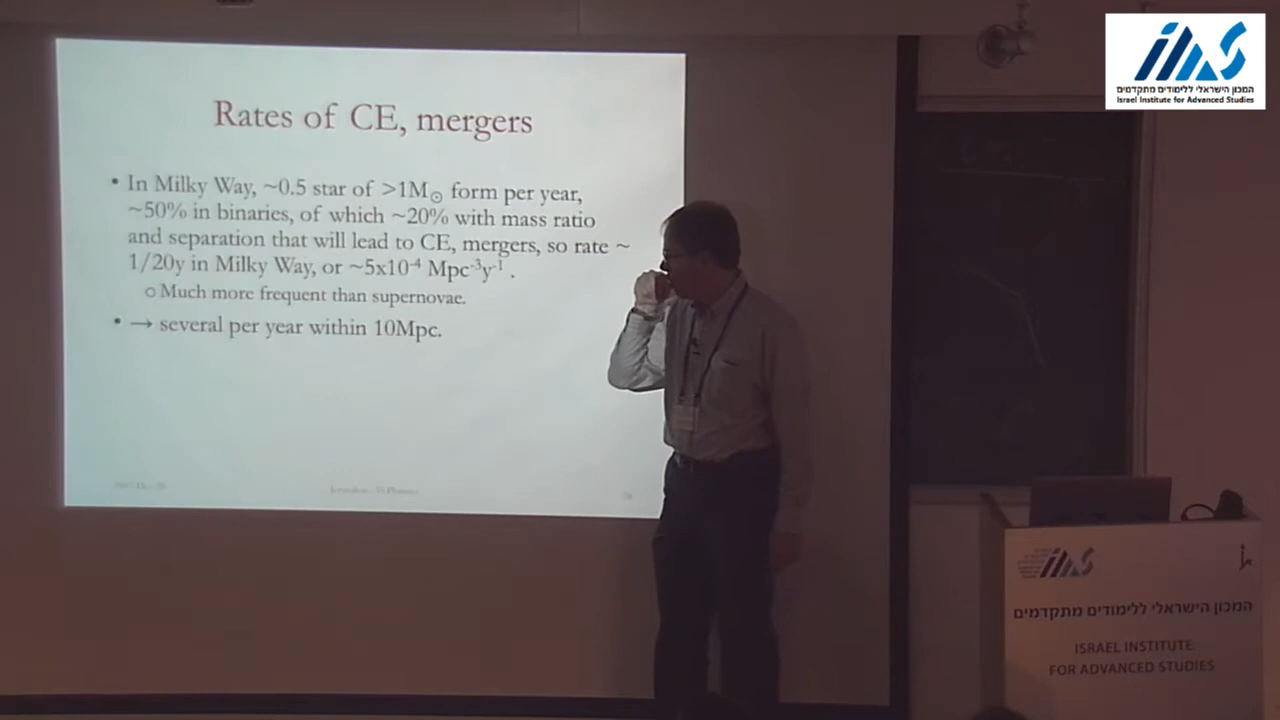 Rates of CE, mergers
• In Milky Way, ~0.5 star of >1M☉ form per year,
~50% in binaries, of which ~20% with mass ratio
and separation that will lead to CE, mergers, so rate ~
1/20y in Milky Way, or ~5x10⁻⁴ Mpc⁻³y⁻¹ .
o Much more frequent than supernovae.
• → several per year within 10Mpc.
המכון הישראלי ללימודים מתקדמים
Israel Institute for Advanced Studies
המכון הישראלי ללימודים מתקדמים
ISRAEL INSTITUTE
FOR ADVANCED STUDIES